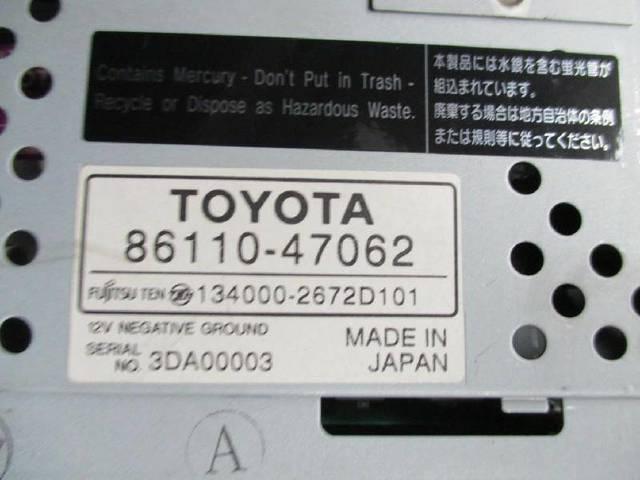 Contains Mercury - Don't Put in Trash -
Recycle or Dispose as Hazardous Waste.
本製品には水銀を含む蛍光管が
組込まれています。
廃棄する場合は地方自治体の条例
または規則等に従ってください。
TOYOTA
86110-47062
FUJITSU TEN 134000-2672D101
12V NEGATIVE GROUND
SERIAL NO. 3DA00003
MADE IN
JAPAN
A